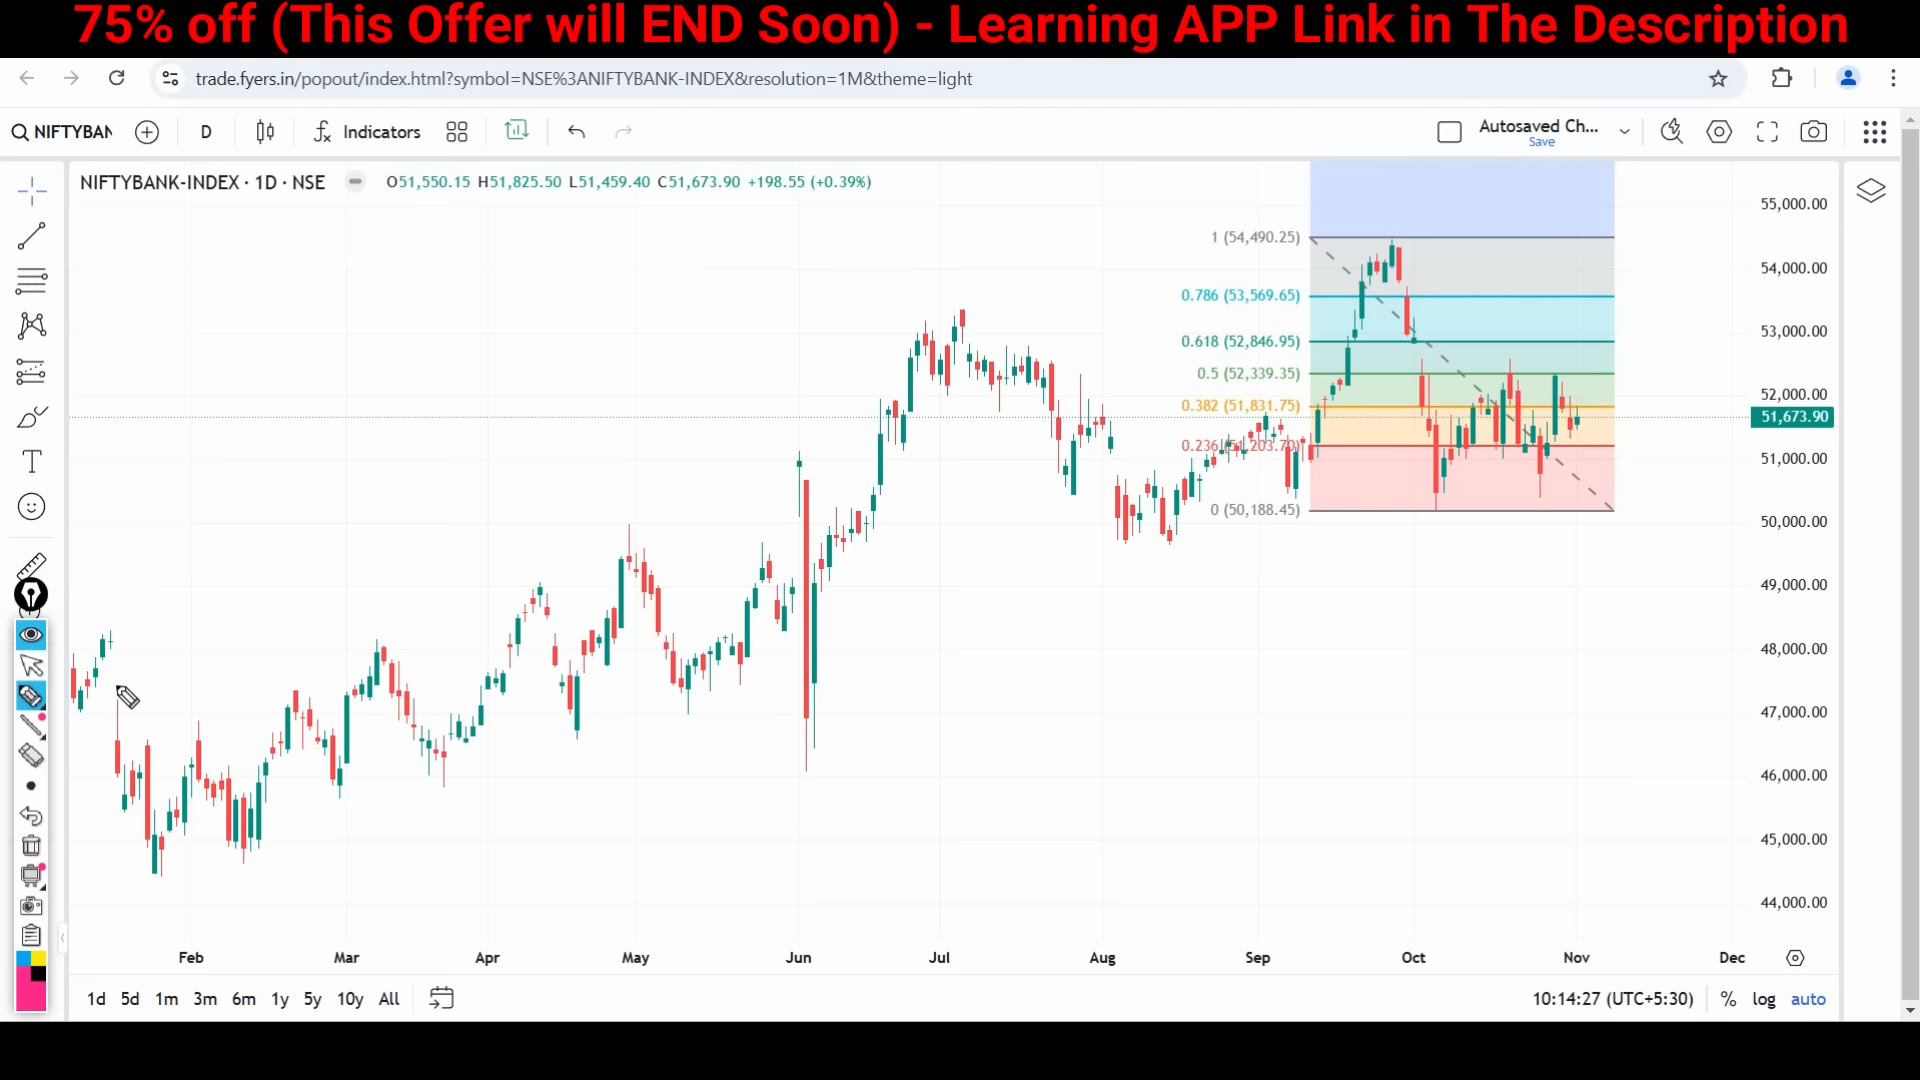 75% off (This Offer will END Soon) - Learning APP Link in The Description
trade.fyers.in/popout/index.html?symbol=NSE%3ANIFTYBANK-INDEX&resolution=1M&theme=light
NIFTYBAN D Indicators Autosaved Ch...
Save
NIFTYBANK-INDEX · 1D · NSE O51,550.15 H51,825.50 L51,459.40 C51,673.90 +198.55 (+0.39%)
55,000.00
1 (54,490.25)
54,000.00
0.786 (53,569.65)
53,000.00
0.618 (52,846.95)
0.5 (52,339.35)
52,000.00
0.382 (51,831.75)
51,673.90
0.236 (51,203.70)
51,000.00
0 (50,188.45)
50,000.00
49,000.00
48,000.00
47,000.00
46,000.00
45,000.00
44,000.00
Feb Mar Apr May Jun Jul Aug Sep Oct Nov Dec
1d 5d 1m 3m 6m 1y 5y 10y All 10:14:27 (UTC+5:30) % log auto